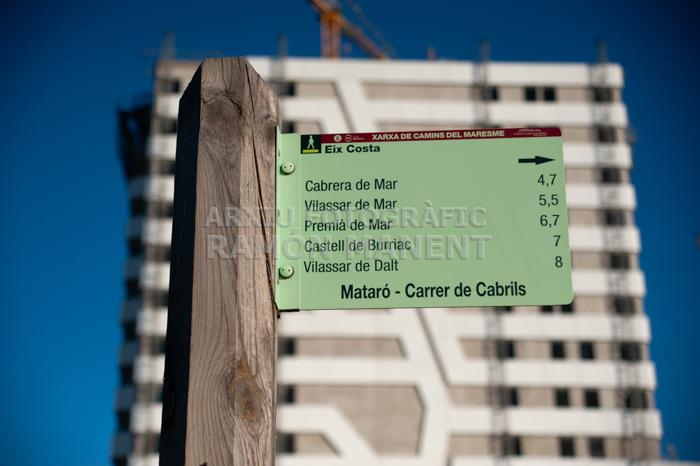 XARXA DE CAMINS DEL MARESME
Eix Costa
Cabrera de Mar 4,7
Vilassar de Mar 5,5
Premià de Mar 6,7
Castell de Burriac 7
Vilassar de Dalt 8
Mataró - Carrer de Cabrils
ARXIU FOTOGRÀFIC
RAMÓN MANENT